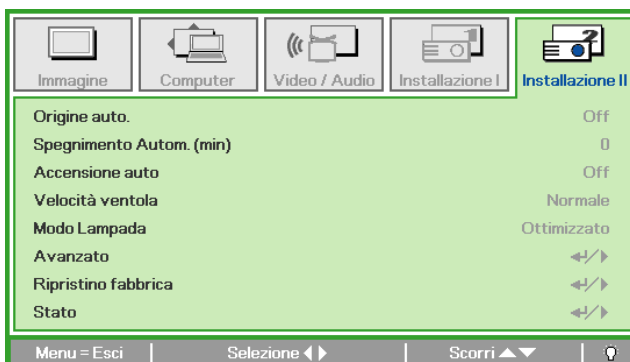 Immagine Computer Video / Audio Installazione I Installazione II
Origine auto. Off
Spegnimento Autom. (min) 0
Accensione auto Off
Velocità ventola Normale
Modo Lampada Ottimizzato
Avanzato
Ripristino fabbrica
Stato
Menu = Esci Selezione Scorri